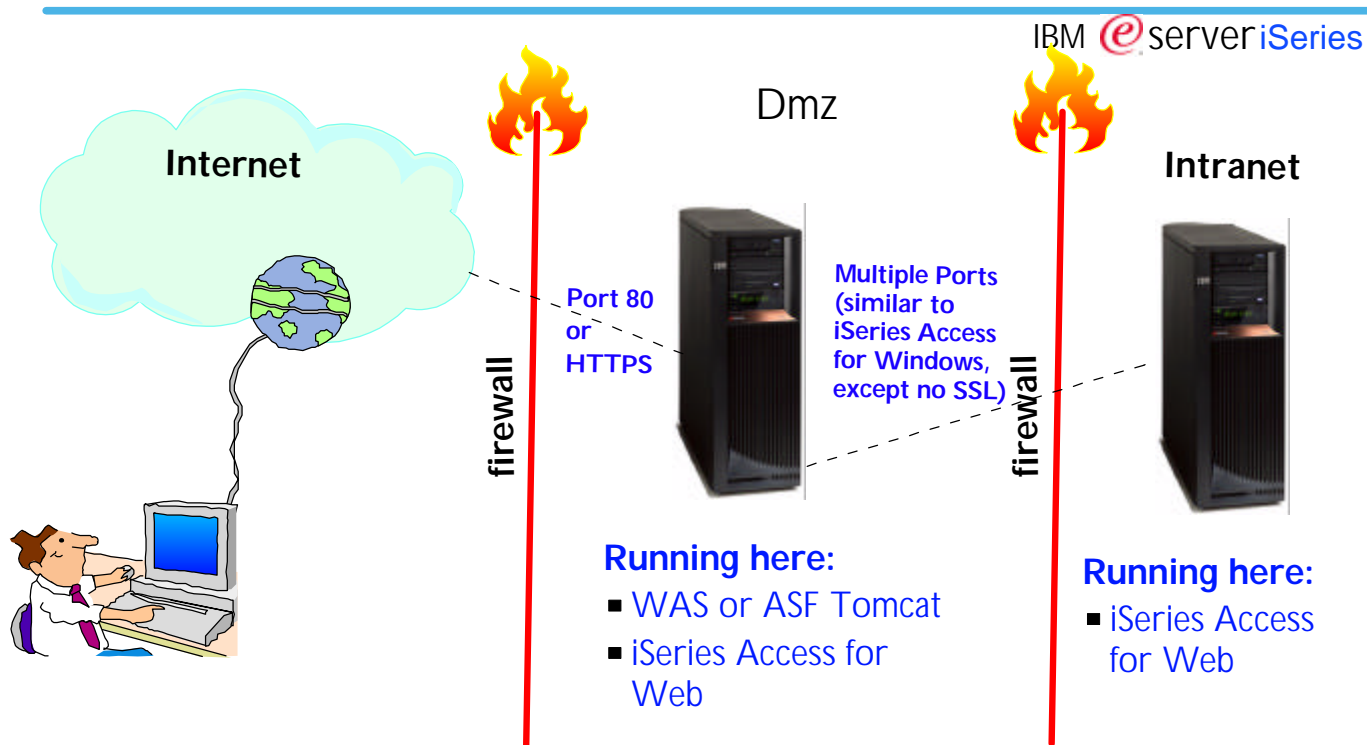 IBM e server iSeries
Dmz
Internet
Intranet
Port 80
or
HTTPS
Multiple Ports
(similar to
iSeries Access
for Windows,
except no SSL)
firewall
firewall
Running here:
■ WAS or ASF Tomcat
■ iSeries Access for
Web
Running here:
■ iSeries Access
for Web